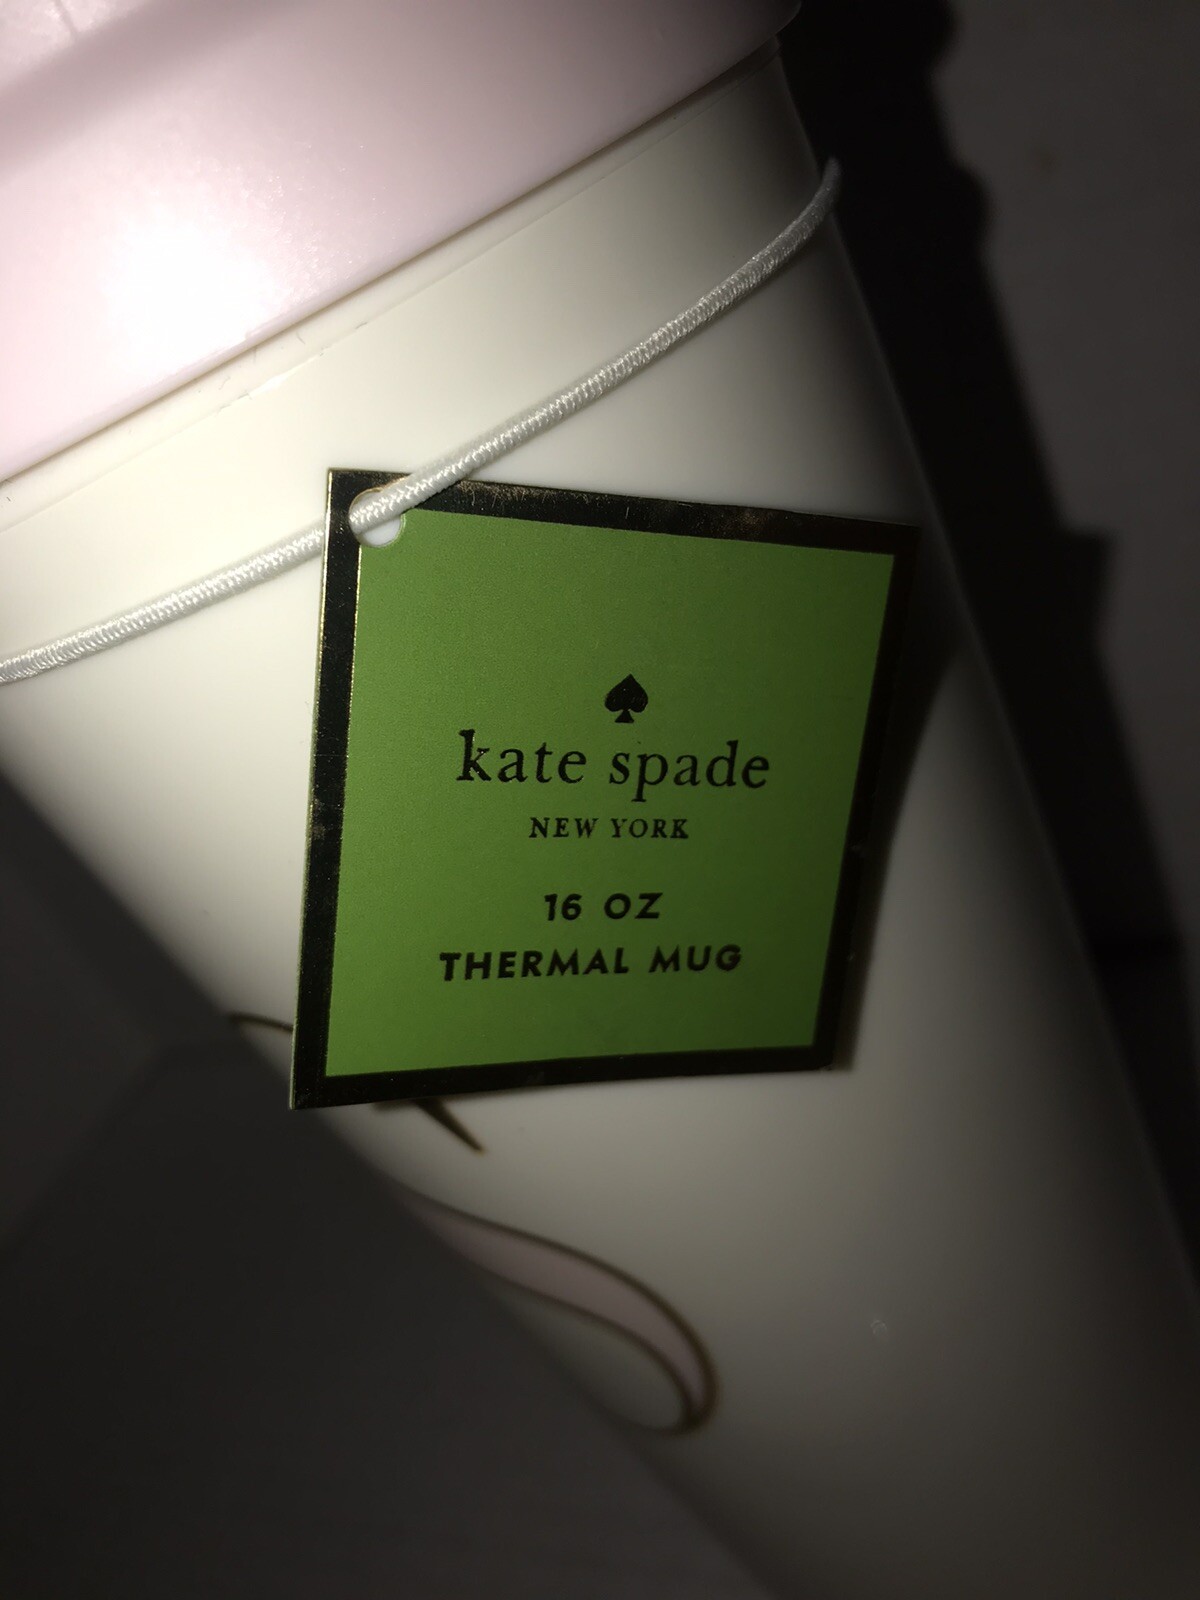 kate spade
NEW YORK
16 OZ
THERMAL MUG